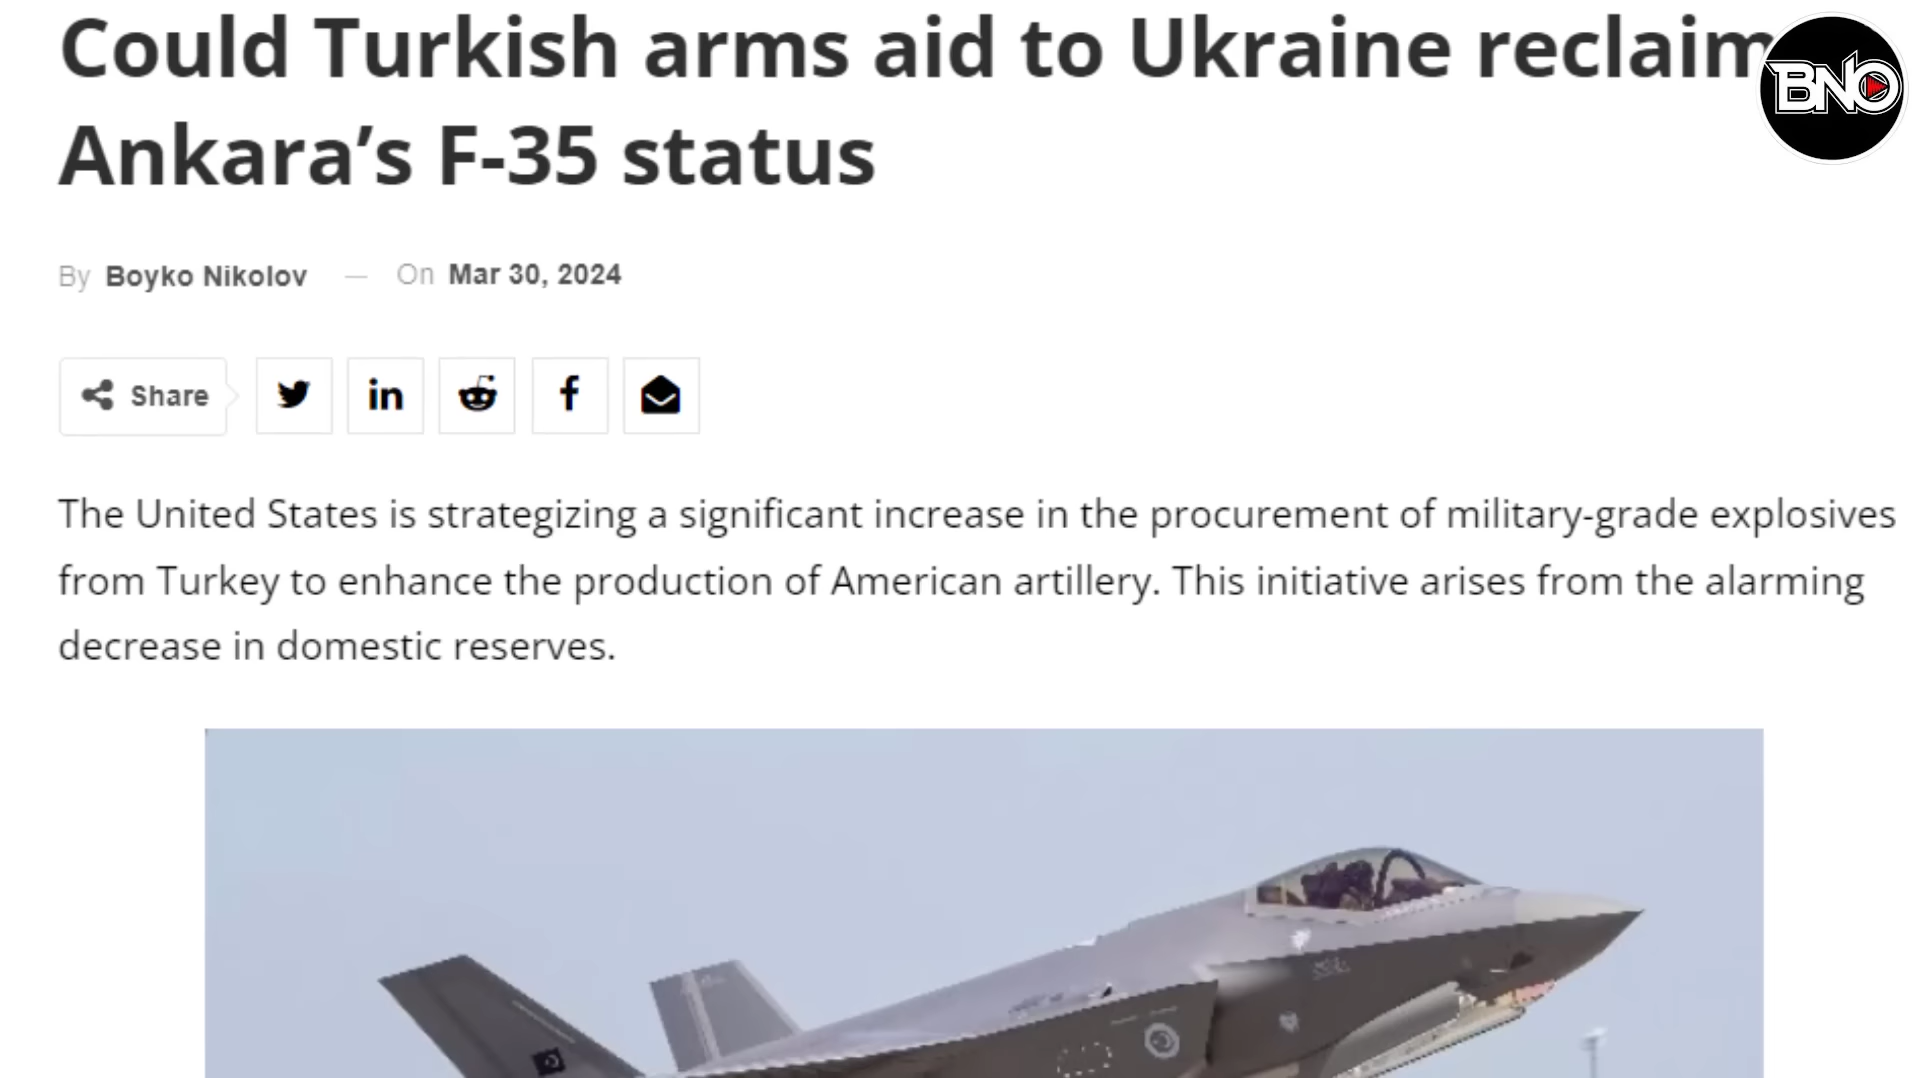 Could Turkish arms aid to Ukraine reclaim
Ankara’s F-35 status
BNO
By Boyko Nikolov — On Mar 30, 2024
Share
The United States is strategizing a significant increase in the procurement of military-grade explosives
from Turkey to enhance the production of American artillery. This initiative arises from the alarming
decrease in domestic reserves.